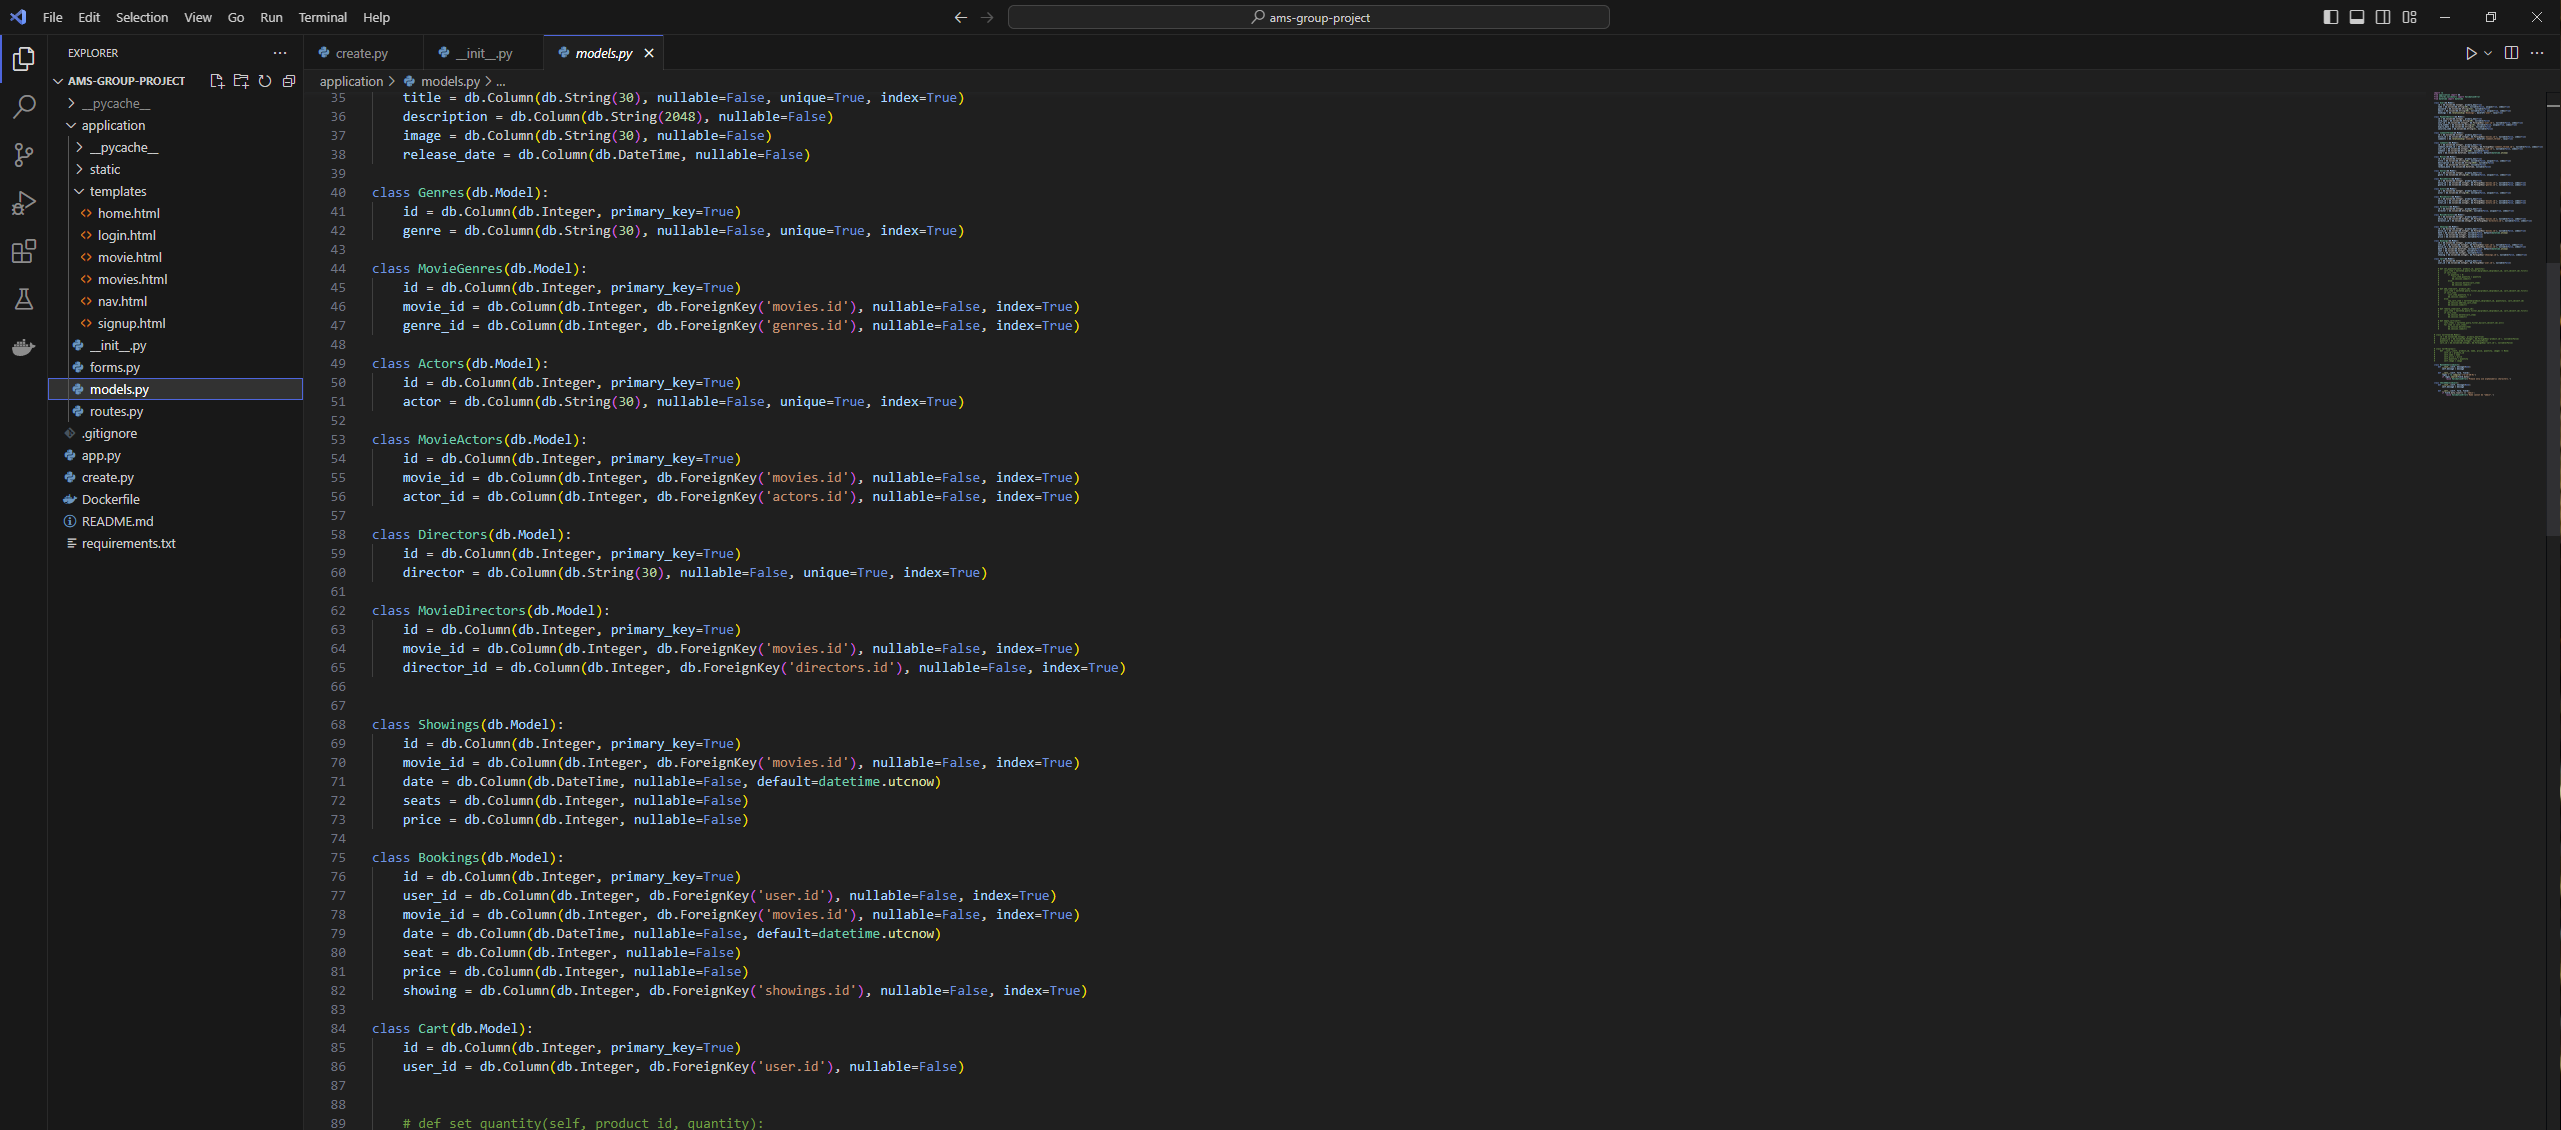 File Edit Selection View Go Run Terminal Help
ams-group-project
EXPLORER
AMS-GROUP-PROJECT
__pycache__
application
__pycache__
static
templates
home.html
login.html
movie.html
movies.html
nav.html
signup.html
__init__.py
forms.py
models.py
routes.py
.gitignore
app.py
create.py
Dockerfile
README.md
requirements.txt
create.py __init__.py models.py
application > models.py > ...
35 title = db.Column(db.String(30), nullable=False, unique=True, index=True)
36 description = db.Column(db.String(2048), nullable=False)
37 image = db.Column(db.String(30), nullable=False)
38 release_date = db.Column(db.DateTime, nullable=False)
39
40 class Genres(db.Model):
41 id = db.Column(db.Integer, primary_key=True)
42 genre = db.Column(db.String(30), nullable=False, unique=True, index=True)
43
44 class MovieGenres(db.Model):
45 id = db.Column(db.Integer, primary_key=True)
46 movie_id = db.Column(db.Integer, db.ForeignKey('movies.id'), nullable=False, index=True)
47 genre_id = db.Column(db.Integer, db.ForeignKey('genres.id'), nullable=False, index=True)
48
49 class Actors(db.Model):
50 id = db.Column(db.Integer, primary_key=True)
51 actor = db.Column(db.String(30), nullable=False, unique=True, index=True)
52
53 class MovieActors(db.Model):
54 id = db.Column(db.Integer, primary_key=True)
55 movie_id = db.Column(db.Integer, db.ForeignKey('movies.id'), nullable=False, index=True)
56 actor_id = db.Column(db.Integer, db.ForeignKey('actors.id'), nullable=False, index=True)
57
58 class Directors(db.Model):
59 id = db.Column(db.Integer, primary_key=True)
60 director = db.Column(db.String(30), nullable=False, unique=True, index=True)
61
62 class MovieDirectors(db.Model):
63 id = db.Column(db.Integer, primary_key=True)
64 movie_id = db.Column(db.Integer, db.ForeignKey('movies.id'), nullable=False, index=True)
65 director_id = db.Column(db.Integer, db.ForeignKey('directors.id'), nullable=False, index=True)
66
67
68 class Showings(db.Model):
69 id = db.Column(db.Integer, primary_key=True)
70 movie_id = db.Column(db.Integer, db.ForeignKey('movies.id'), nullable=False, index=True)
71 date = db.Column(db.DateTime, nullable=False, default=datetime.utcnow)
72 seats = db.Column(db.Integer, nullable=False)
73 price = db.Column(db.Integer, nullable=False)
74
75 class Bookings(db.Model):
76 id = db.Column(db.Integer, primary_key=True)
77 user_id = db.Column(db.Integer, db.ForeignKey('user.id'), nullable=False, index=True)
78 movie_id = db.Column(db.Integer, db.ForeignKey('movies.id'), nullable=False, index=True)
79 date = db.Column(db.DateTime, nullable=False, default=datetime.utcnow)
80 seat = db.Column(db.Integer, nullable=False)
81 price = db.Column(db.Integer, nullable=False)
82 showing = db.Column(db.Integer, db.ForeignKey('showings.id'), nullable=False, index=True)
83
84 class Cart(db.Model):
85 id = db.Column(db.Integer, primary_key=True)
86 user_id = db.Column(db.Integer, db.ForeignKey('user.id'), nullable=False)
87
88
89 # def set_quantity(self, product_id, quantity):